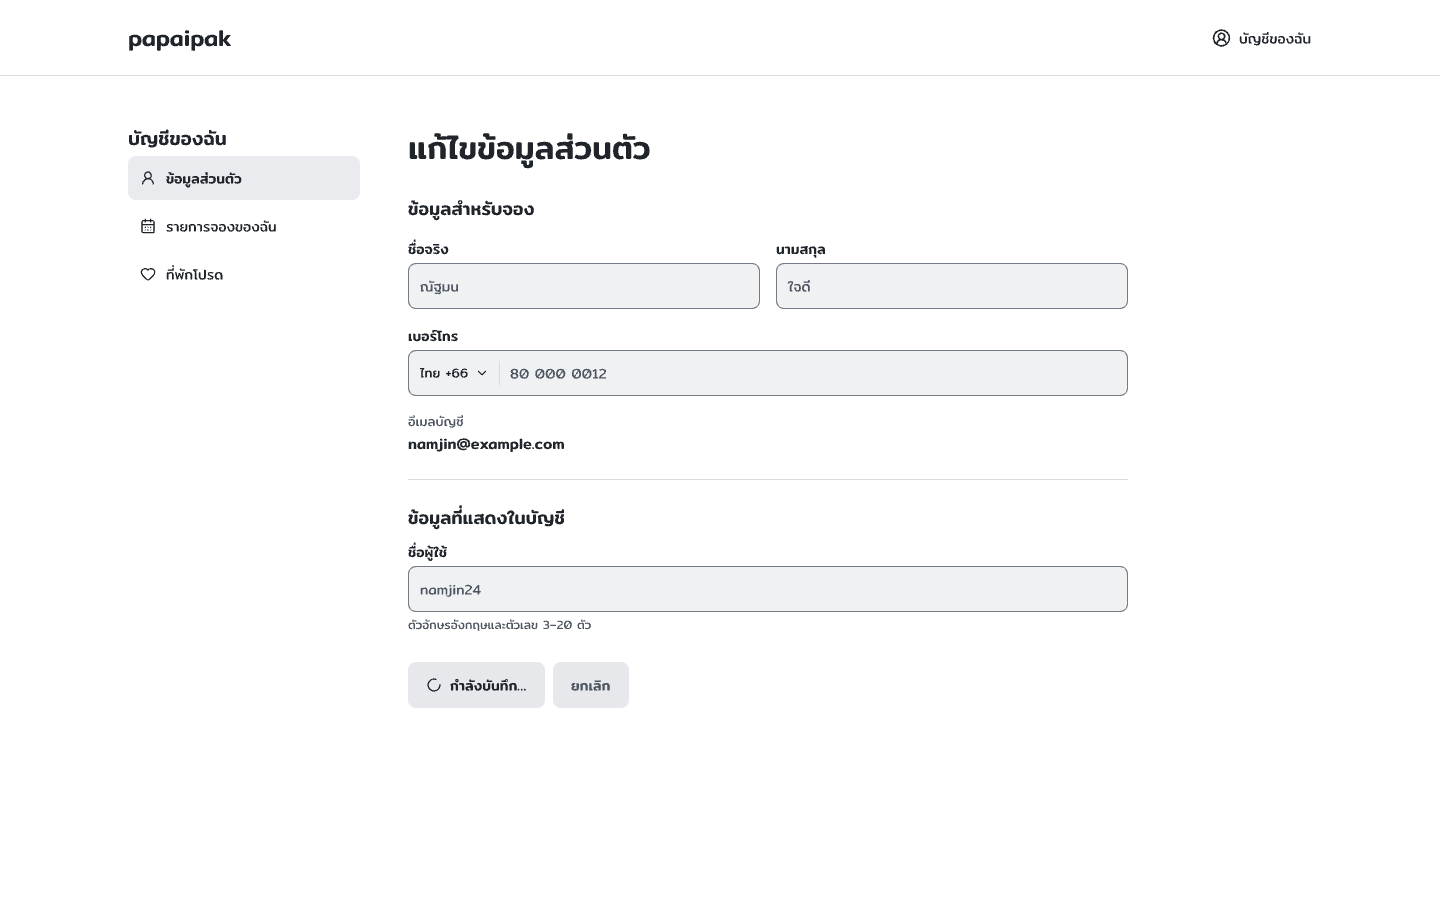 papaipak
บัญชีของฉัน
บัญชีของฉัน
ข้อมูลส่วนตัว
รายการจองของฉัน
ที่พักโปรด
แก้ไขข้อมูลส่วนตัว
ข้อมูลสำหรับจอง
ชื่อจริง
นามสกุล
ณัฐมน
ใจดี
เบอร์โทร
ไทย +66
80 000 0012
อีเมลบัญชี
namjin@example.com
ข้อมูลที่แสดงในบัญชี
ชื่อผู้ใช้
namjin24
ตัวอักษรอังกฤษและตัวเลข 3–20 ตัว
กำลังบันทึก...
ยกเลิก